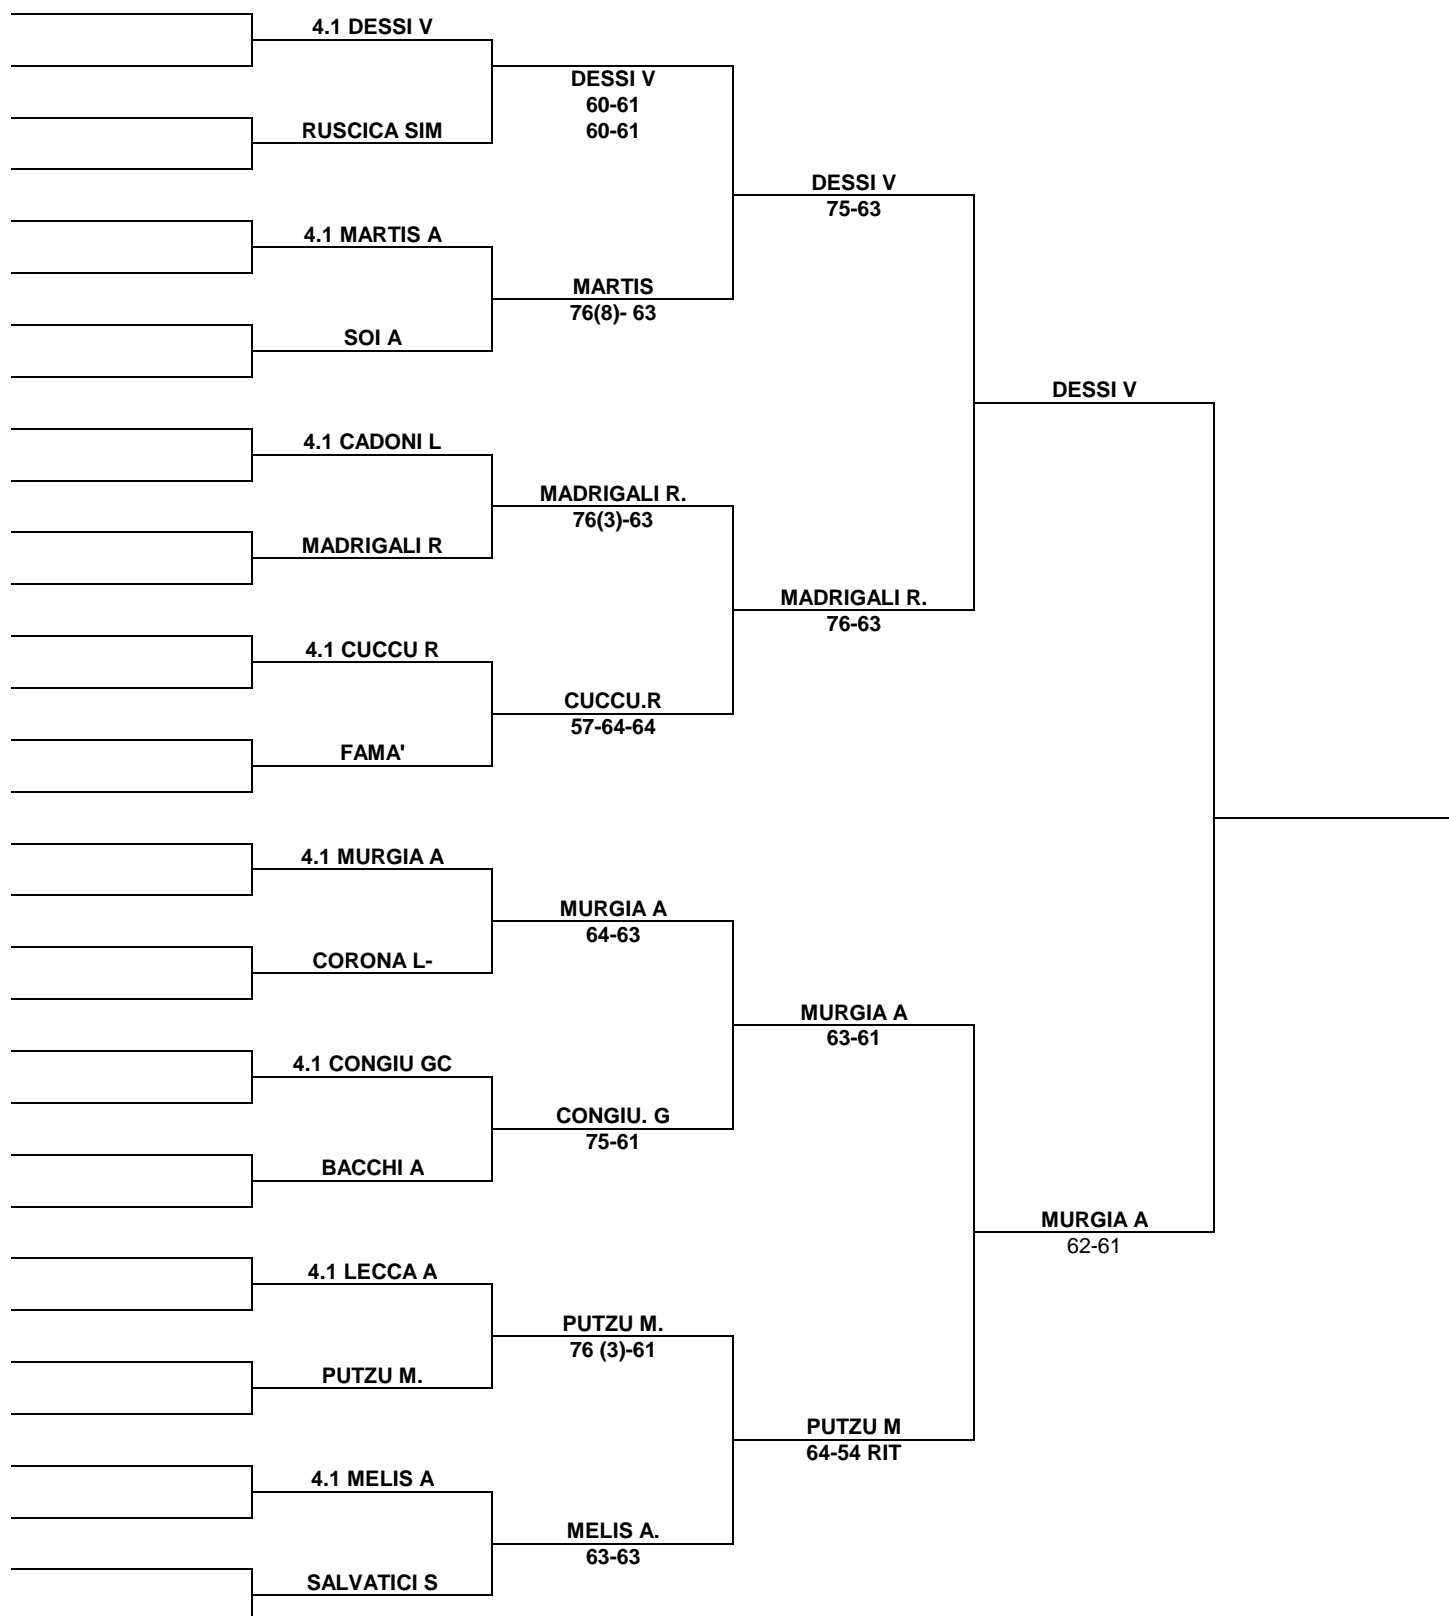 4.1 DESSI V
DESSI V
60-61
60-61
RUSCICA SIM
DESSI V
75-63
4.1 MARTIS A
MARTIS
76(8)- 63
SOI A
DESSI V
4.1 CADONI L
MADRIGALI R.
76(3)-63
MADRIGALI R
MADRIGALI R.
76-63
4.1 CUCCU R
CUCCU.R
57-64-64
FAMA'
4.1 MURGIA A
MURGIA A
64-63
CORONA L-
MURGIA A
63-61
4.1 CONGIU GC
CONGIU. G
75-61
BACCHI A
MURGIA A
62-61
4.1 LECCA A
PUTZU M.
76 (3)-61
PUTZU M.
PUTZU M
64-54 RIT
4.1 MELIS A
MELIS A.
63-63
SALVATICI S